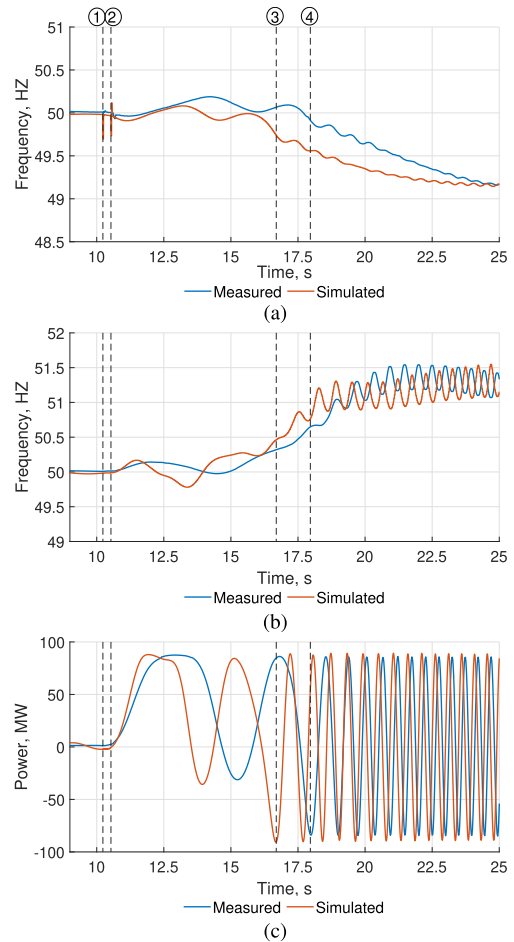 ① ② ③ ④
51
50.5
50
49.5
49
48.5
Frequency, HZ
10 12.5 15 17.5 20 22.5 25
Time, s
Measured Simulated
(a)
52
51.5
51
50.5
50
49.5
49
Frequency, HZ
10 12.5 15 17.5 20 22.5 25
Time, s
Measured Simulated
(b)
100
50
0
-50
-100
Power, MW
10 12.5 15 17.5 20 22.5 25
Time, s
Measured Simulated
(c)